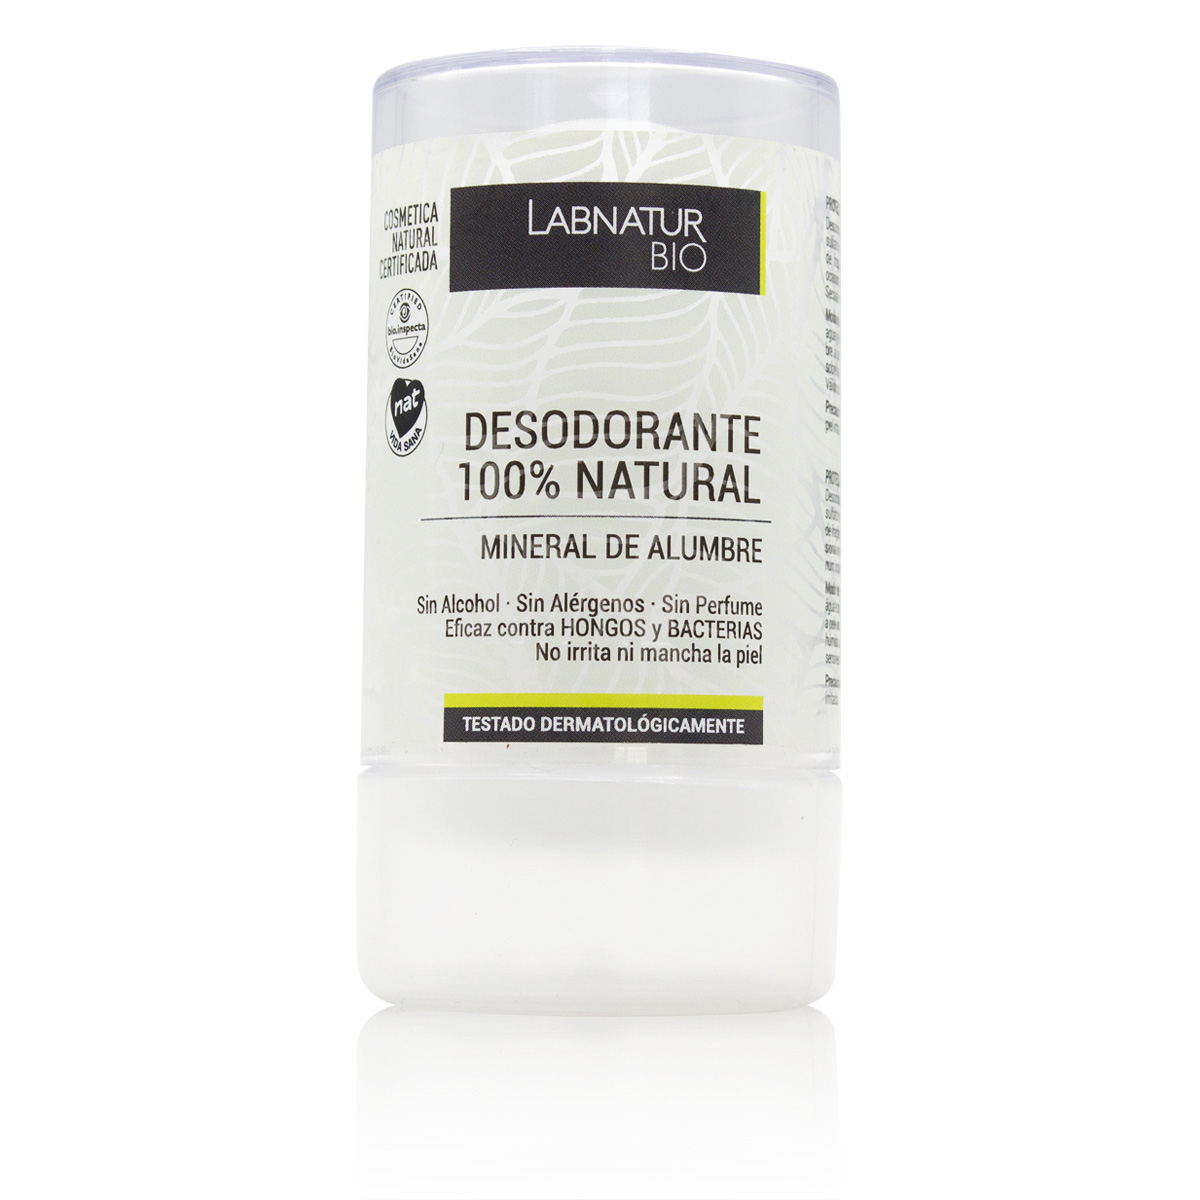 LABNATUR
BIO
COSMETICA
NATURAL
CERTIFICADA
CERTIFIED
bio.inspecta
BioVidaSana
nat
VIDA SANA
DESODORANTE
100% NATURAL
MINERAL DE ALUMBRE
Sin Alcohol · Sin Alérgenos · Sin Perfume
Eficaz contra HONGOS y BACTERIAS
No irrita ni mancha la piel
TESTADO DERMATOLÓGICAMENTE